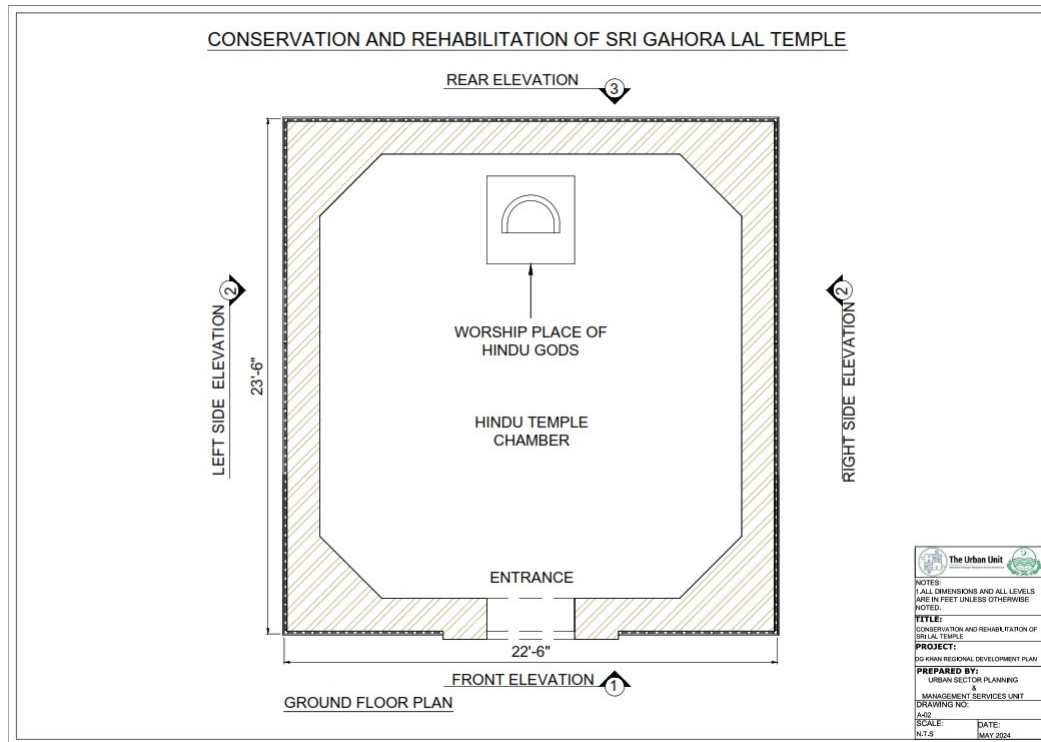 CONSERVATION AND REHABILITATION OF SRI GAHORA LAL TEMPLE
REAR ELEVATION
3
2
LEFT SIDE ELEVATION
23'-6"
WORSHIP PLACE OF
HINDU GODS
HINDU TEMPLE
CHAMBER
2
RIGHT SIDE ELEVATION
ENTRANCE
22'-6"
FRONT ELEVATION
1
GROUND FLOOR PLAN
The Urban Unit
NOTES:
1.ALL DIMENSIONS AND ALL LEVELS
ARE IN FEET UNLESS OTHERWISE
NOTED.
TITLE:
CONSERVATION AND REHABILITATION OF
SRI LAL TEMPLE
PROJECT:
DG KHAN REGIONAL DEVELOPMENT PLAN
PREPARED BY:
URBAN SECTOR PLANNING
&
MANAGEMENT SERVICES UNIT
DRAWING NO:
A-02
SCALE:
N.T.S
DATE:
MAY 2024